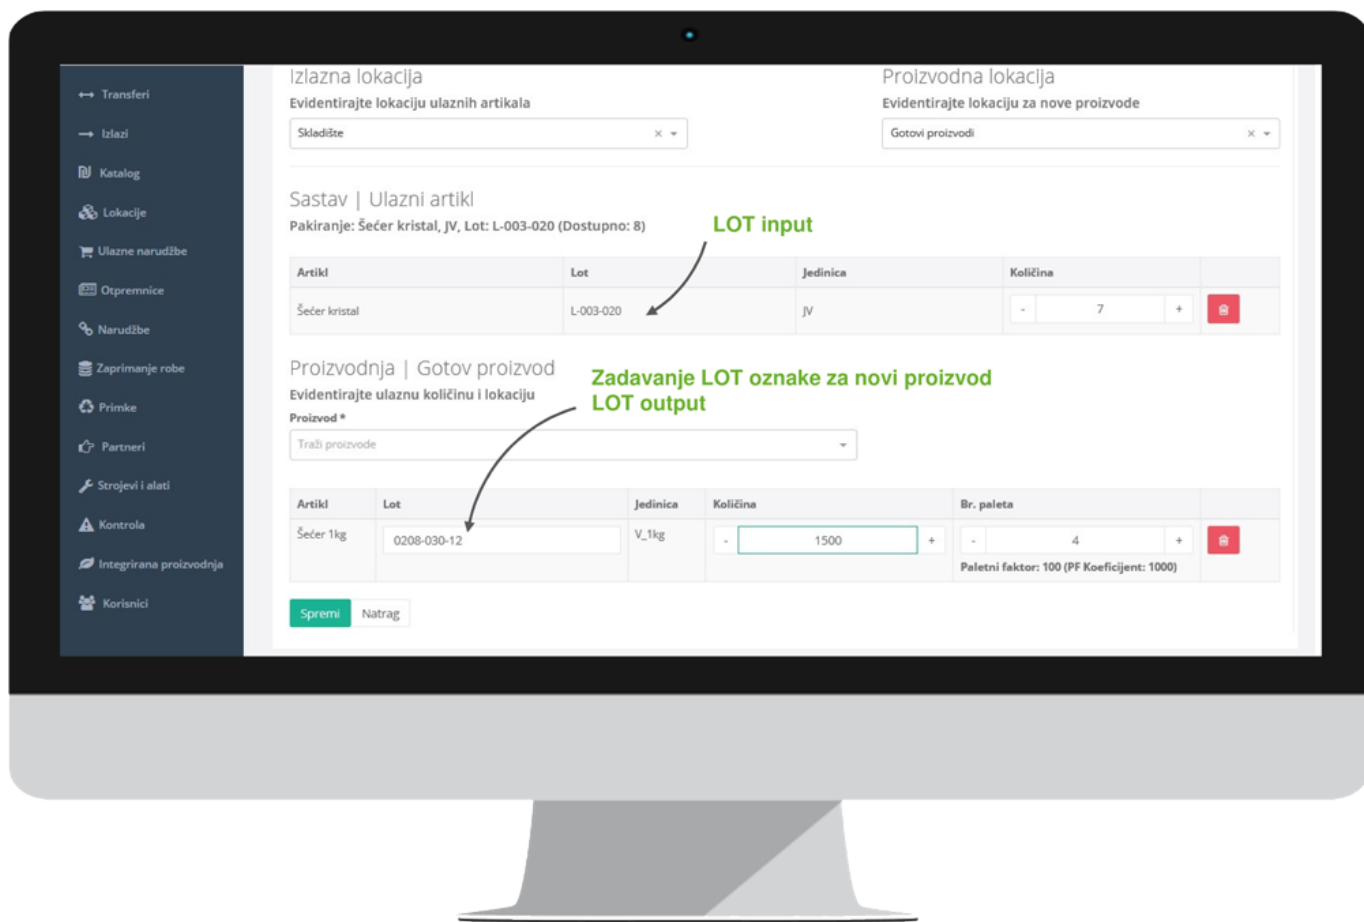 Transferi
Izlazi
Katalog
Lokacije
Ulazne narudžbe
Otpremnice
Narudžbe
Zaprimanje robe
Primke
Partneri
Strojevi i alati
Kontrola
Integrirana proizvodnja
Korisnici
Izlazna lokacija
Evidentirajte lokaciju ulaznih artikala
Skladište
Proizvodna lokacija
Evidentirajte lokaciju za nove proizvode
Gotovi proizvodi
Sastav | Ulazni artikl
Pakiranje: Šećer kristal, JV, Lot: L-003-020 (Dostupno: 8)
LOT input
Artikl Lot Jedinica Količina
Šećer kristal L-003-020 JV - 7 +
Proizvodnja | Gotov proizvod
Evidentirajte ulaznu količinu i lokaciju
Zadavanje LOT oznake za novi proizvod
LOT output
Proizvod *
Traži proizvode
Artikl Lot Jedinica Količina Br. paleta
Šećer 1kg 0208-030-12 V_1kg - 1500 + - 4 +
Paletni faktor: 100 (PF Koeficijent: 1000)
Spremi Natrag